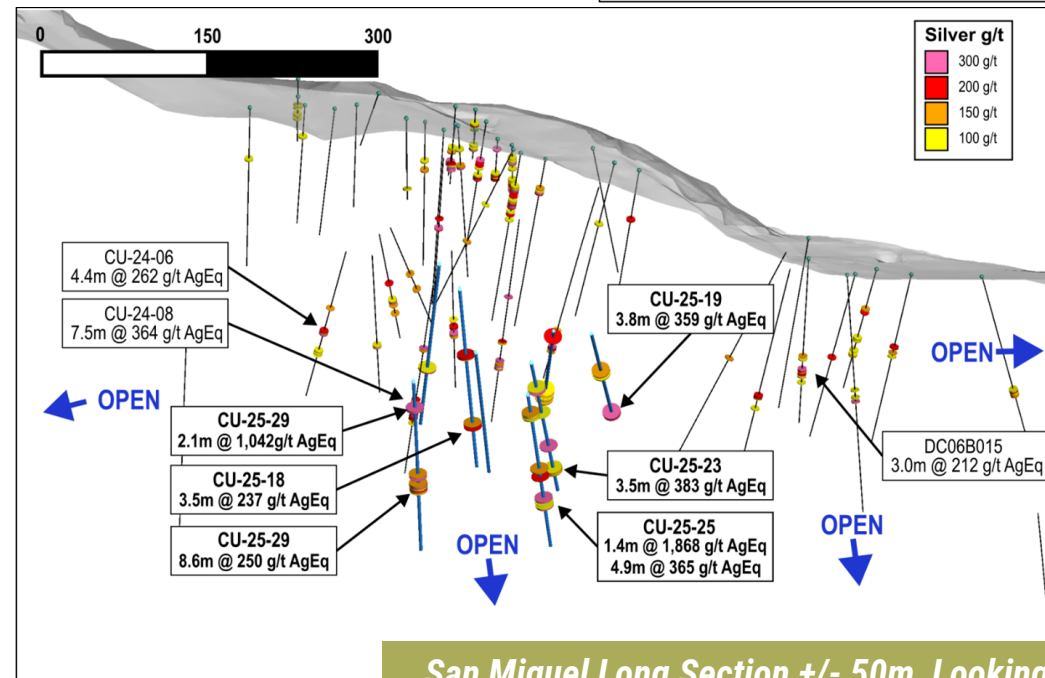 0 150 300
Silver g/t
300 g/t
200 g/t
150 g/t
100 g/t
CU-24-06
4.4m @ 262 g/t AgEq
CU-24-08
7.5m @ 364 g/t AgEq
CU-25-19
3.8m @ 359 g/t AgEq
OPEN
OPEN
CU-25-29
2.1m @ 1,042g/t AgEq
CU-25-18
3.5m @ 237 g/t AgEq
CU-25-29
8.6m @ 250 g/t AgEq
CU-25-23
3.5m @ 383 g/t AgEq
DC06B015
3.0m @ 212 g/t AgEq
CU-25-25
1.4m @ 1,868 g/t AgEq
4.9m @ 365 g/t AgEq
OPEN
OPEN
San Miguel Long Section +/- 50m, Looking